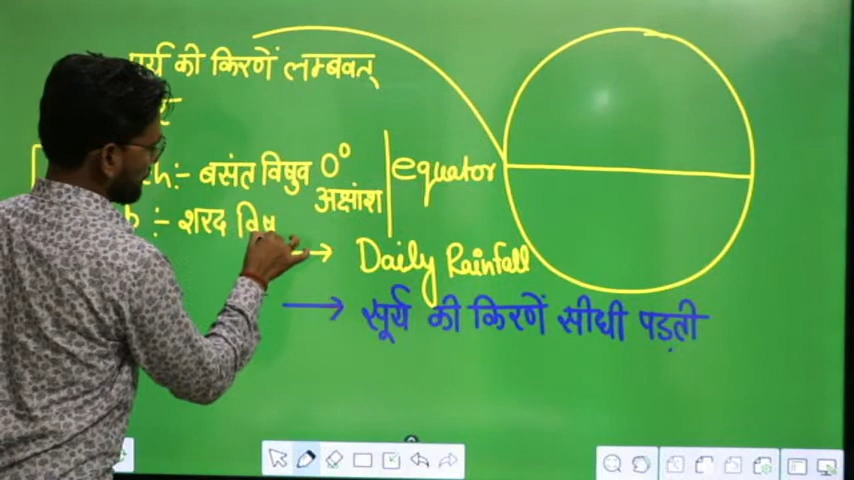 की किरणें लम्बवत्
:- बसंत विषुव 0° अक्षांश
equator
:- शरद विषु
→ Daily Rainfall
→ सूर्य की किरणें सीधी पड़ती